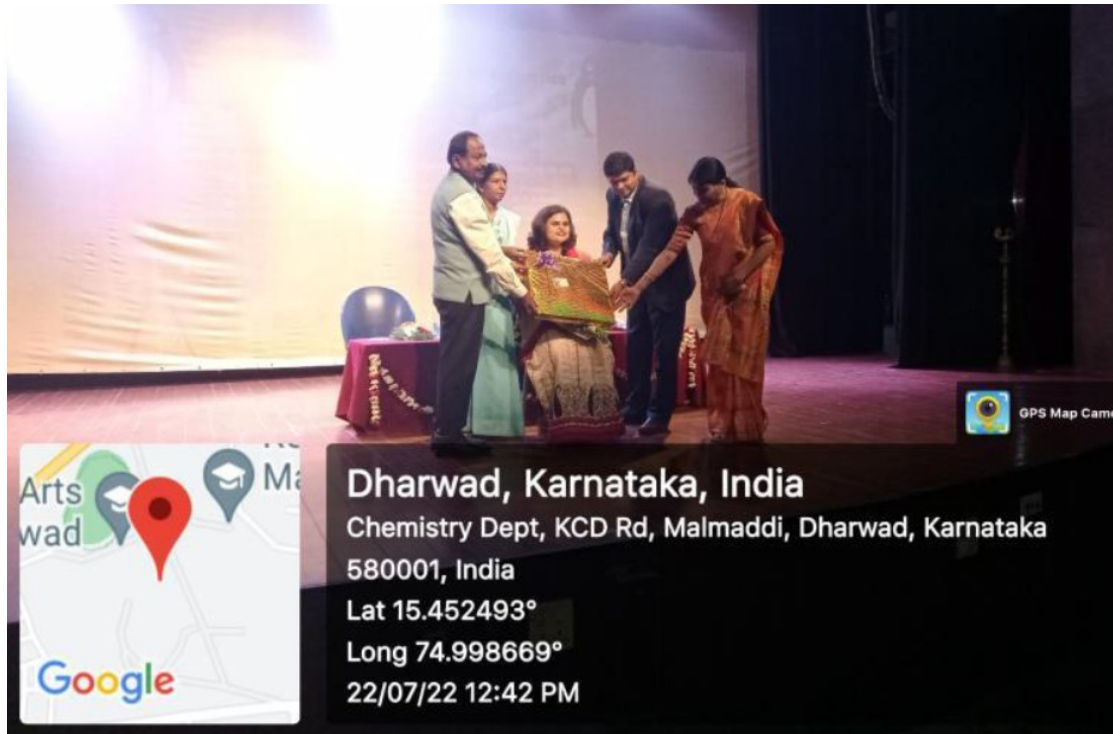 GPS Map Came
Arts
wad
Ma
Google
Dharwad, Karnataka, India
Chemistry Dept, KCD Rd, Malmaddi, Dharwad, Karnataka
580001, India
Lat 15.452493°
Long 74.998669°
22/07/22 12:42 PM